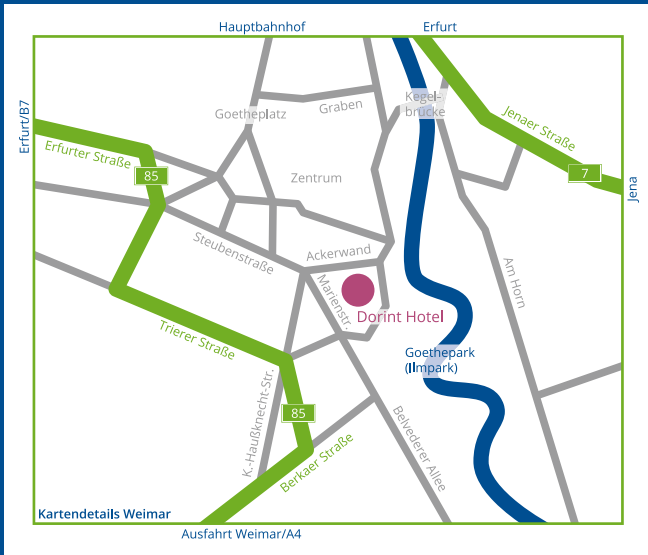 Hauptbahnhof
Erfurt
Erfurt/B7
Goetheplatz
Graben
Kegel-
brücke
Jenaer Straße
7
Jena
Erfurter Straße
85
Zentrum
Steubenstraße
Ackerwand
Marienstr.
Dorint Hotel
Am Horn
Trierer Straße
Goethepark
(Ilmpark)
K.-Haußknecht-Str.
85
Berkaer Straße
Belvederer Allee
Kartendetails Weimar
Ausfahrt Weimar/A4